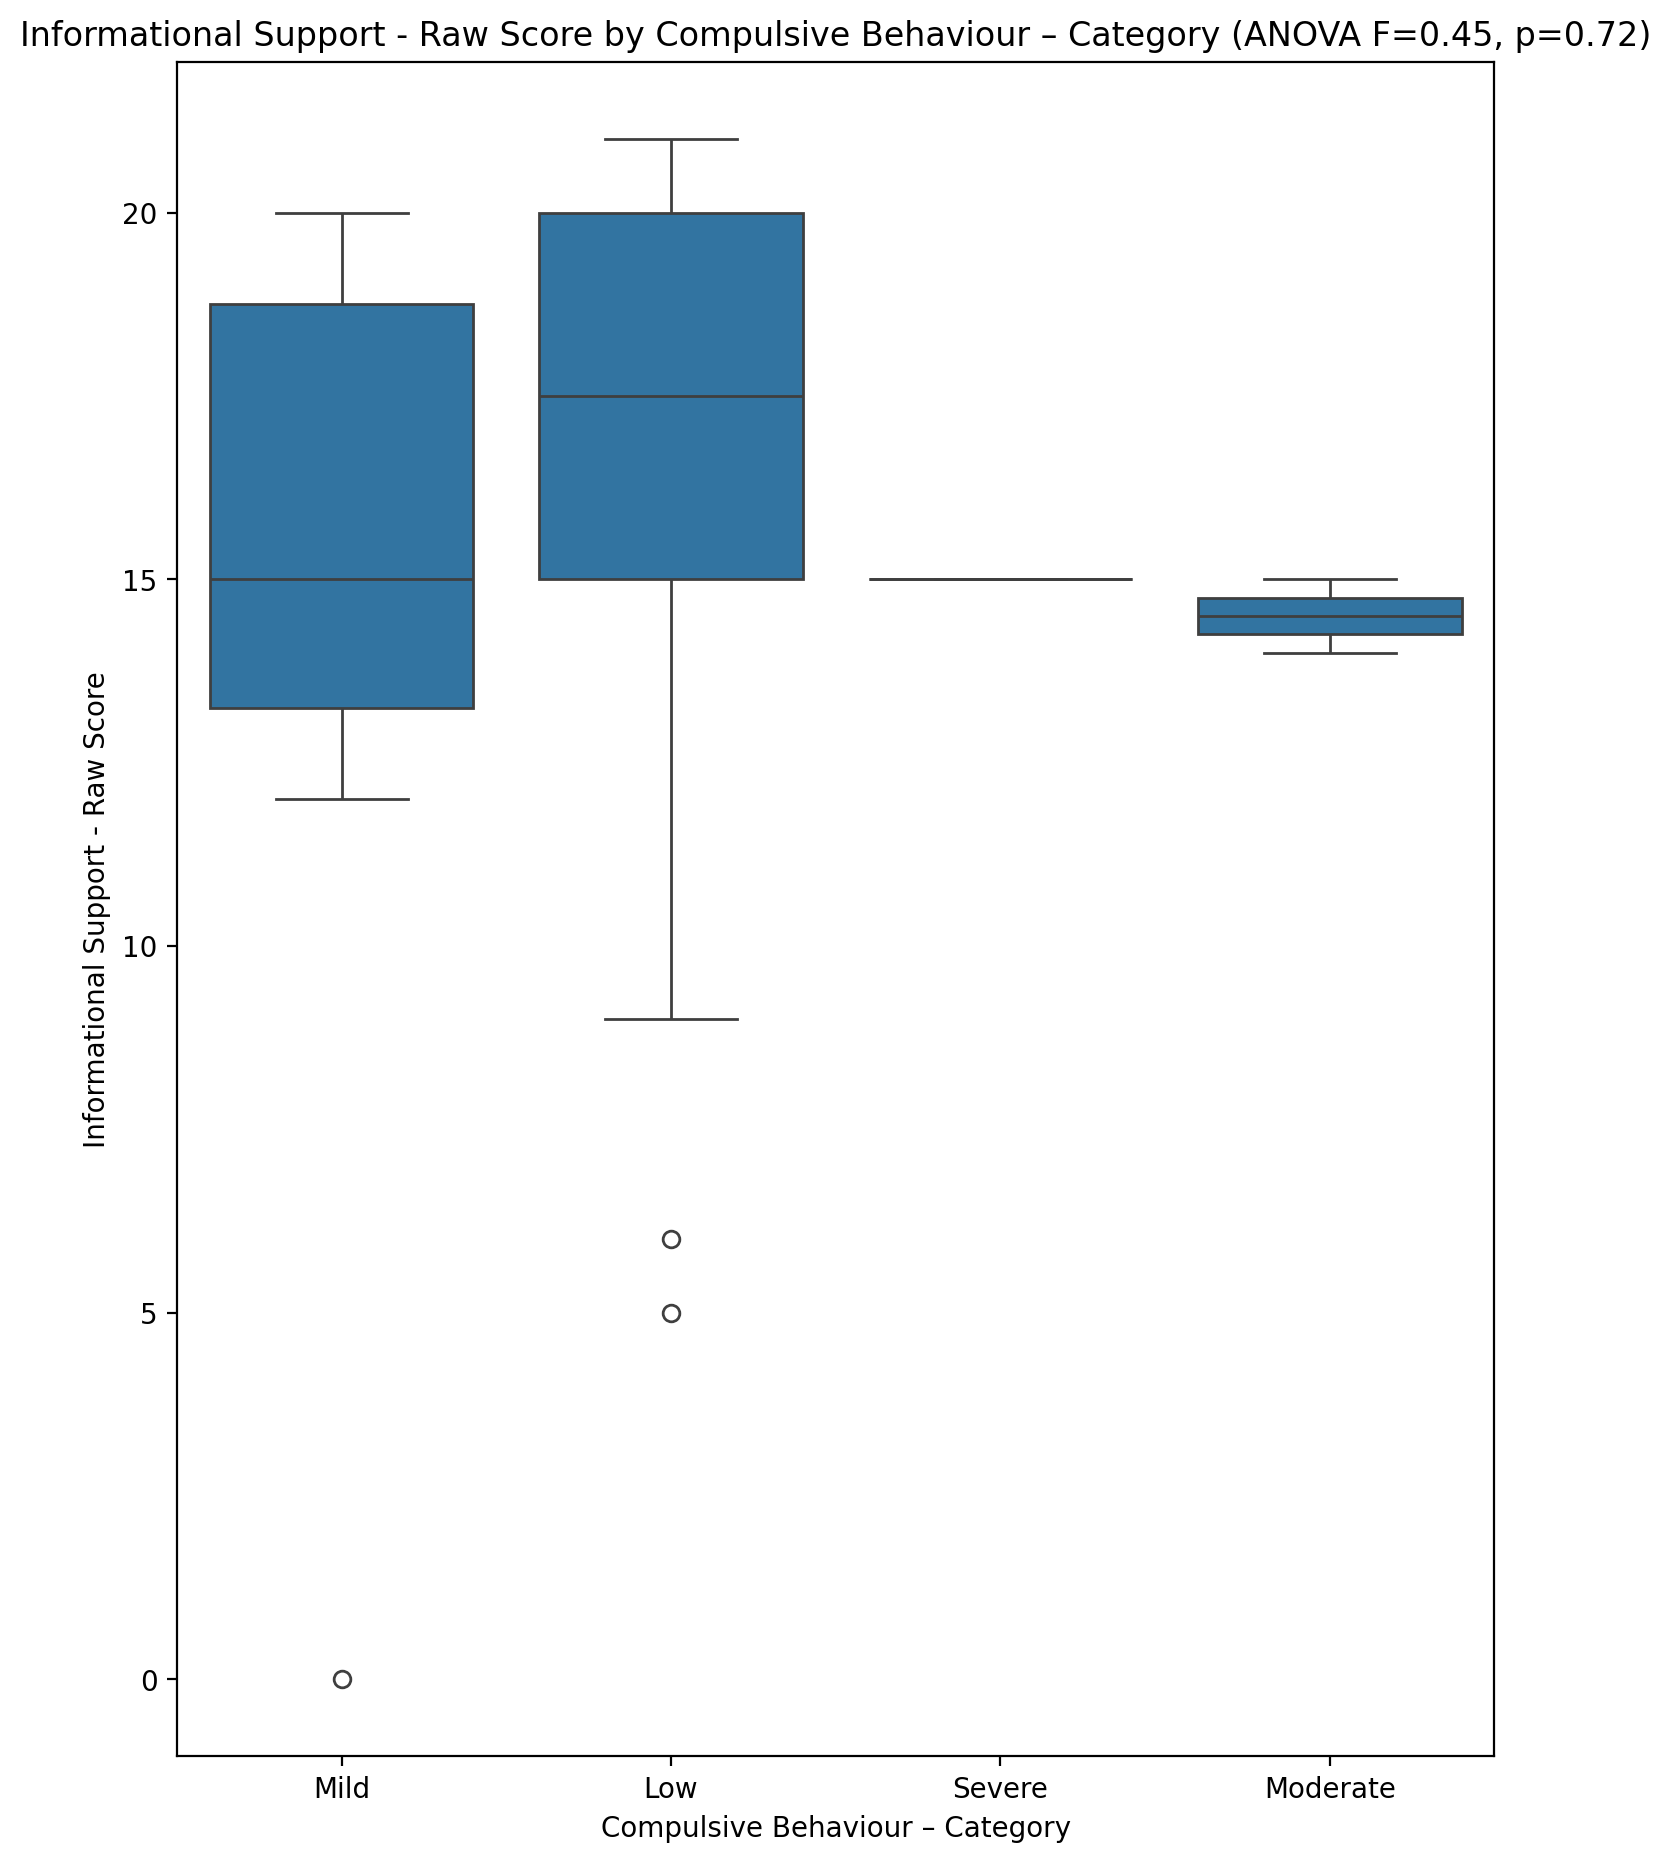 Informational Support - Raw Score by Compulsive Behaviour – Category (ANOVA F=0.45, p=0.72)
Informational Support - Raw Score
20
15
10
5
0
Mild Low Severe Moderate
Compulsive Behaviour – Category